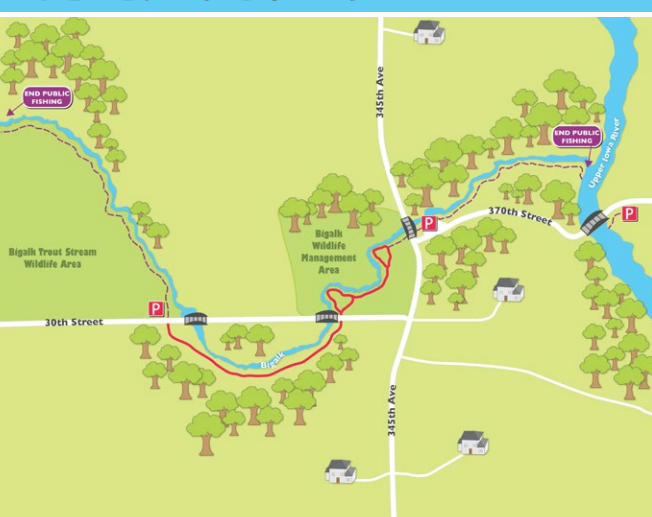 345th Ave
END PUBLIC
FISHING
END PUBLIC
FISHING
Upper Iowa River
P
370th Street
P
Bigalk
Wildlife
Management
Area
Bigalk Trout Stream
Wildlife Area
P
30th Street
Bigalk
345th Ave